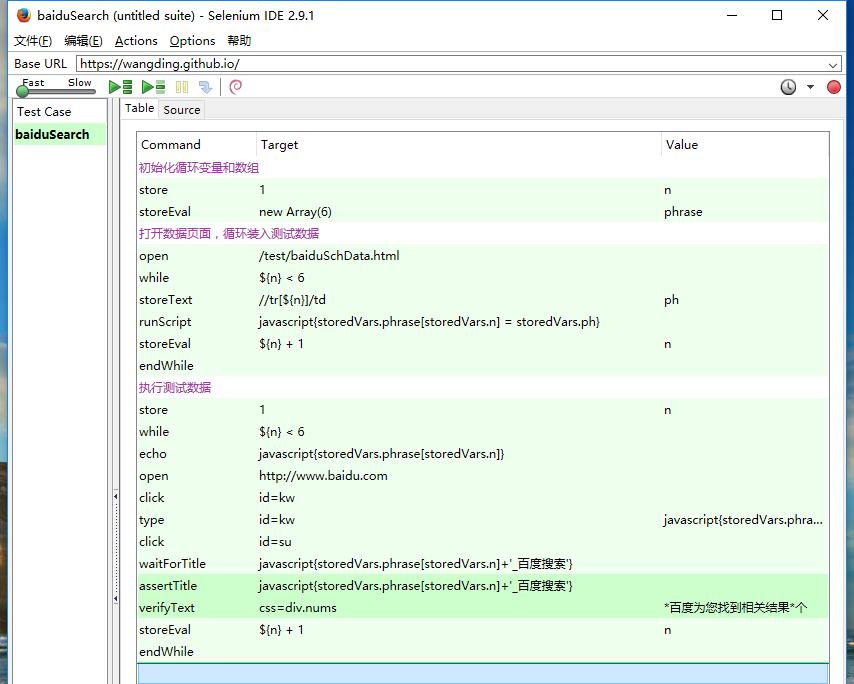 baiduSearch (untitled suite) - Selenium IDE 2.9.1
文件(F) 编辑(E) Actions Options 帮助
Base URL https://wangding.github.io/
Fast Slow
Test Case
baiduSearch
Table Source
Command Target Value
初始化循环变量和数组
store 1 n
storeEval new Array(6) phrase
打开数据页面，循环装入测试数据
open /test/baiduSchData.html
while ${n} < 6
storeText //tr[${n}]/td ph
runScript javascript{storedVars.phrase[storedVars.n] = storedVars.ph}
storeEval ${n} + 1 n
endWhile
执行测试数据
store 1 n
while ${n} < 6
echo javascript{storedVars.phrase[storedVars.n]}
open http://www.baidu.com
click id=kw
type id=kw javascript{storedVars.phra...
click id=su
waitForTitle javascript{storedVars.phrase[storedVars.n]+'_百度搜索'}
assertTitle javascript{storedVars.phrase[storedVars.n]+'_百度搜索'}
verifyText css=div.nums *百度为您找到相关结果*个
storeEval ${n} + 1 n
endWhile